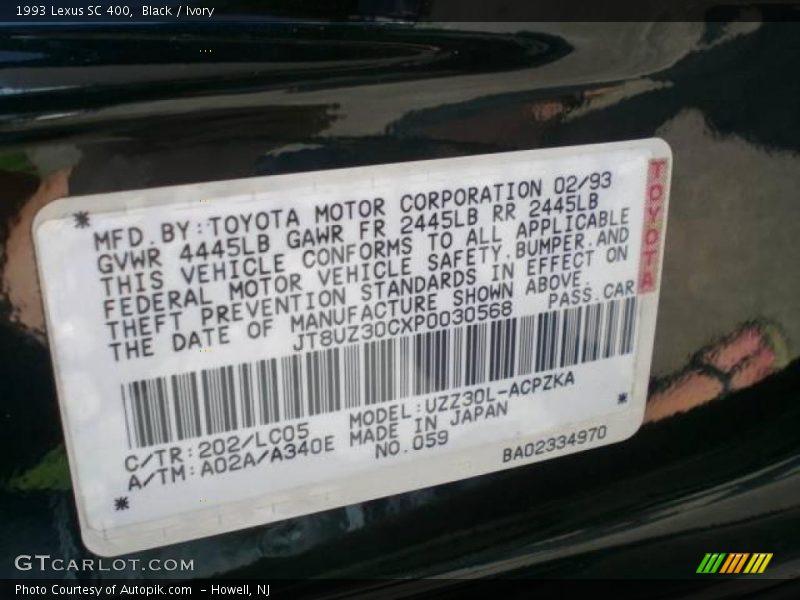 1993 Lexus SC 400,  Black / Ivory
MFD.BY:TOYOTA MOTOR CORPORATION 02/93
GVWR 4445LB GAWR FR 2445LB RR 2445LB
THIS VEHICLE CONFORMS TO ALL APPLICABLE
FEDERAL MOTOR VEHICLE SAFETY,BUMPER,AND
THEFT PREVENTION STANDARDS IN EFFECT ON
THE DATE OF MANUFACTURE SHOWN ABOVE.
JT8UZ30CXP0030568 PASS.CAR
TOYOTA
C/TR:202/LC05 MODEL:UZZ30L-ACPZKA
A/TM:A02A/A340E MADE IN JAPAN
NO.059 BA02334970
GTCARLOT.COM
Photo Courtesy of Autopik.com  - Howell, NJ